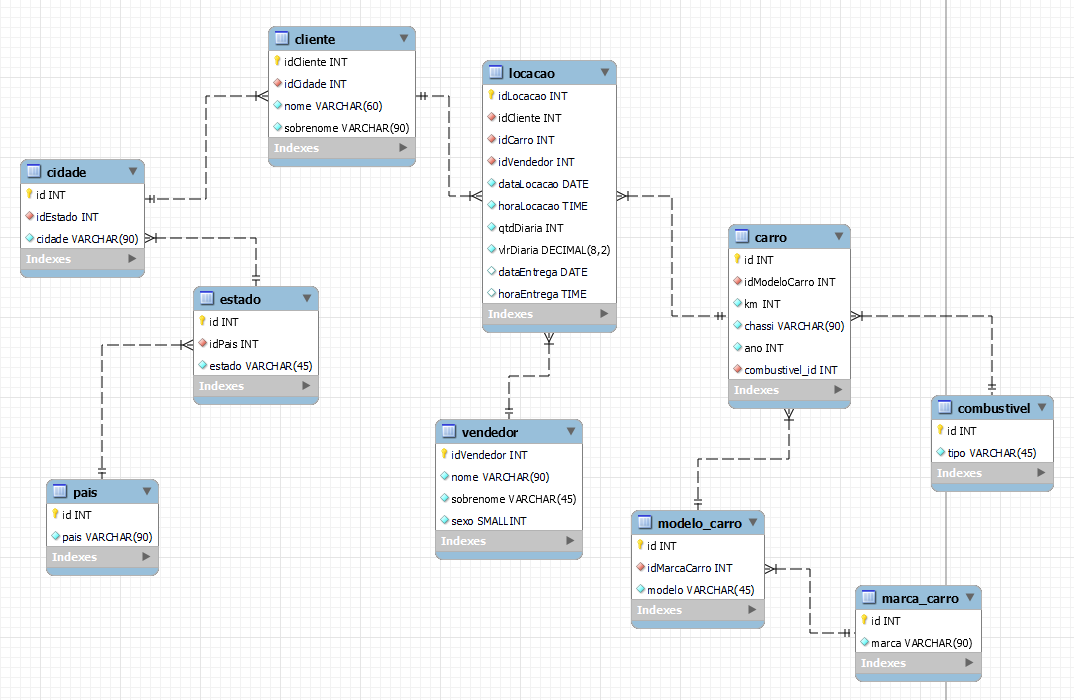 cliente
idCliente INT
idCidade INT
nome VARCHAR(60)
sobrenome VARCHAR(90)
Indexes
locacao
idLocacao INT
idCliente INT
idCarro INT
idVendedor INT
dataLocacao DATE
horaLocacao TIME
qtdDiaria INT
vlrDiaria DECIMAL(8,2)
dataEntrega DATE
horaEntrega TIME
Indexes
cidade
id INT
idEstado INT
cidade VARCHAR(90)
Indexes
estado
id INT
idPais INT
estado VARCHAR(45)
Indexes
carro
id INT
idModeloCarro INT
km INT
chassi VARCHAR(90)
ano INT
combustivel_id INT
Indexes
combustivel
id INT
tipo VARCHAR(45)
Indexes
vendedor
idVendedor INT
nome VARCHAR(90)
sobrenome VARCHAR(45)
sexo SMALLINT
Indexes
pais
id INT
pais VARCHAR(90)
Indexes
modelo_carro
id INT
idMarcaCarro INT
modelo VARCHAR(45)
Indexes
marca_carro
id INT
marca VARCHAR(90)
Indexes